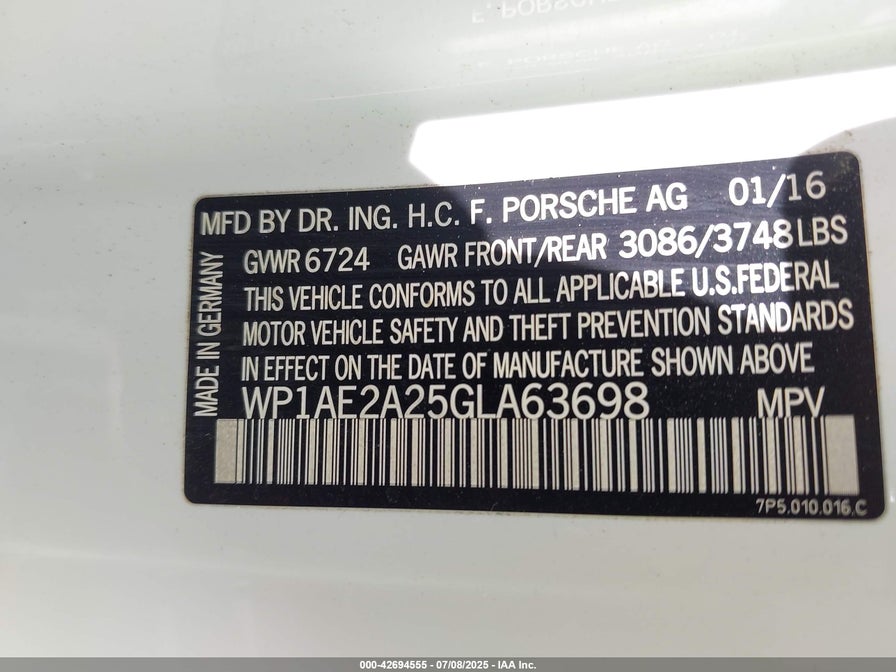 MFD BY DR. ING. H.C. F. PORSCHE AG 01/16
GVWR 6724 GAWR FRONT/REAR 3086/3748 LBS
THIS VEHICLE CONFORMS TO ALL APPLICABLE U.S.FEDERAL
MOTOR VEHICLE SAFETY AND THEFT PREVENTION STANDARDS
IN EFFECT ON THE DATE OF MANUFACTURE SHOWN ABOVE
WP1AE2A25GLA63698 MPV
MADE IN GERMANY
7P5.010.016.C
000-42694555 - 07/08/2025 - IAA Inc.